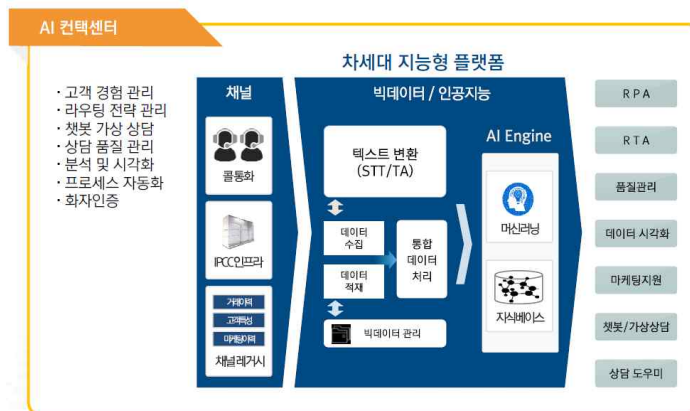 AI 컨택센터
차세대 지능형 플랫폼
· 고객 경험 관리
· 라우팅 전략 관리
· 챗봇 가상 상담
· 상담 품질 관리
· 분석 및 시각화
· 프로세스 자동화
· 화자인증
채널
콜통화
IPCC인프라
거래이력
고객특성
마케팅이력
채널레거시
빅데이터 / 인공지능
텍스트 변환
(STT/TA)
데이터
수집
데이터
적재
통합
데이터
처리
빅데이터 관리
AI Engine
머신러닝
지식베이스
RPA
RTA
품질관리
데이터 시각화
마케팅지원
챗봇/가상상담
상담 도우미